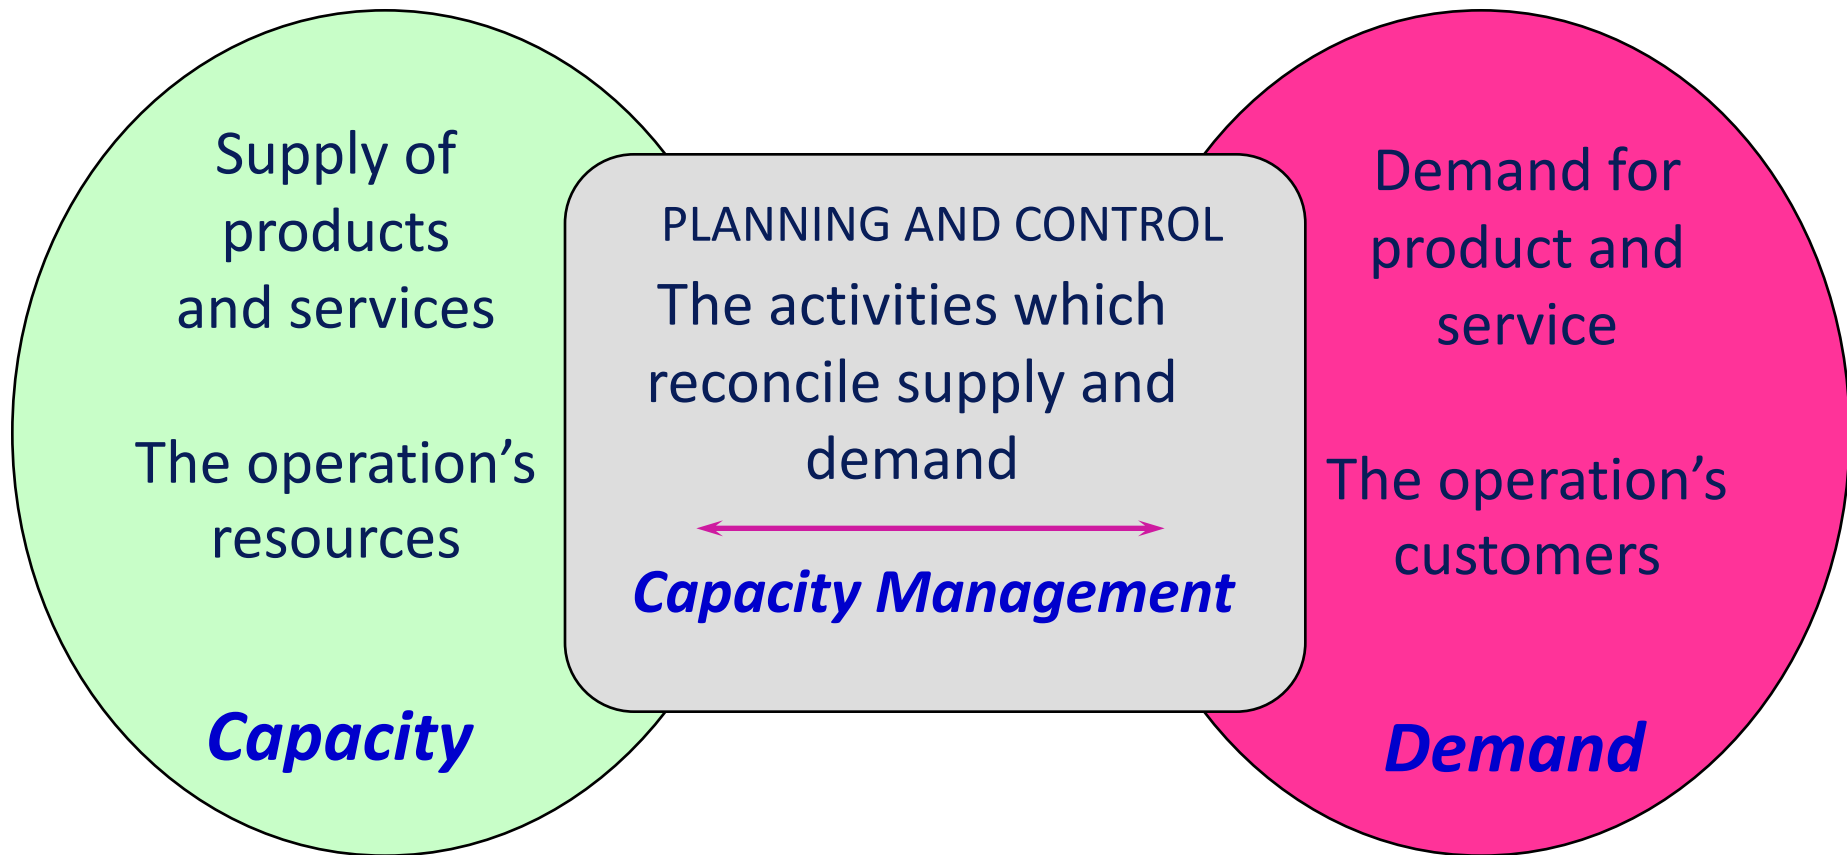 Supply of
products
and services
The operation’s
resources
Capacity
PLANNING AND CONTROL
The activities which
reconcile supply and
demand
Capacity Management
Demand for
product and
service
The operation’s
customers
Demand